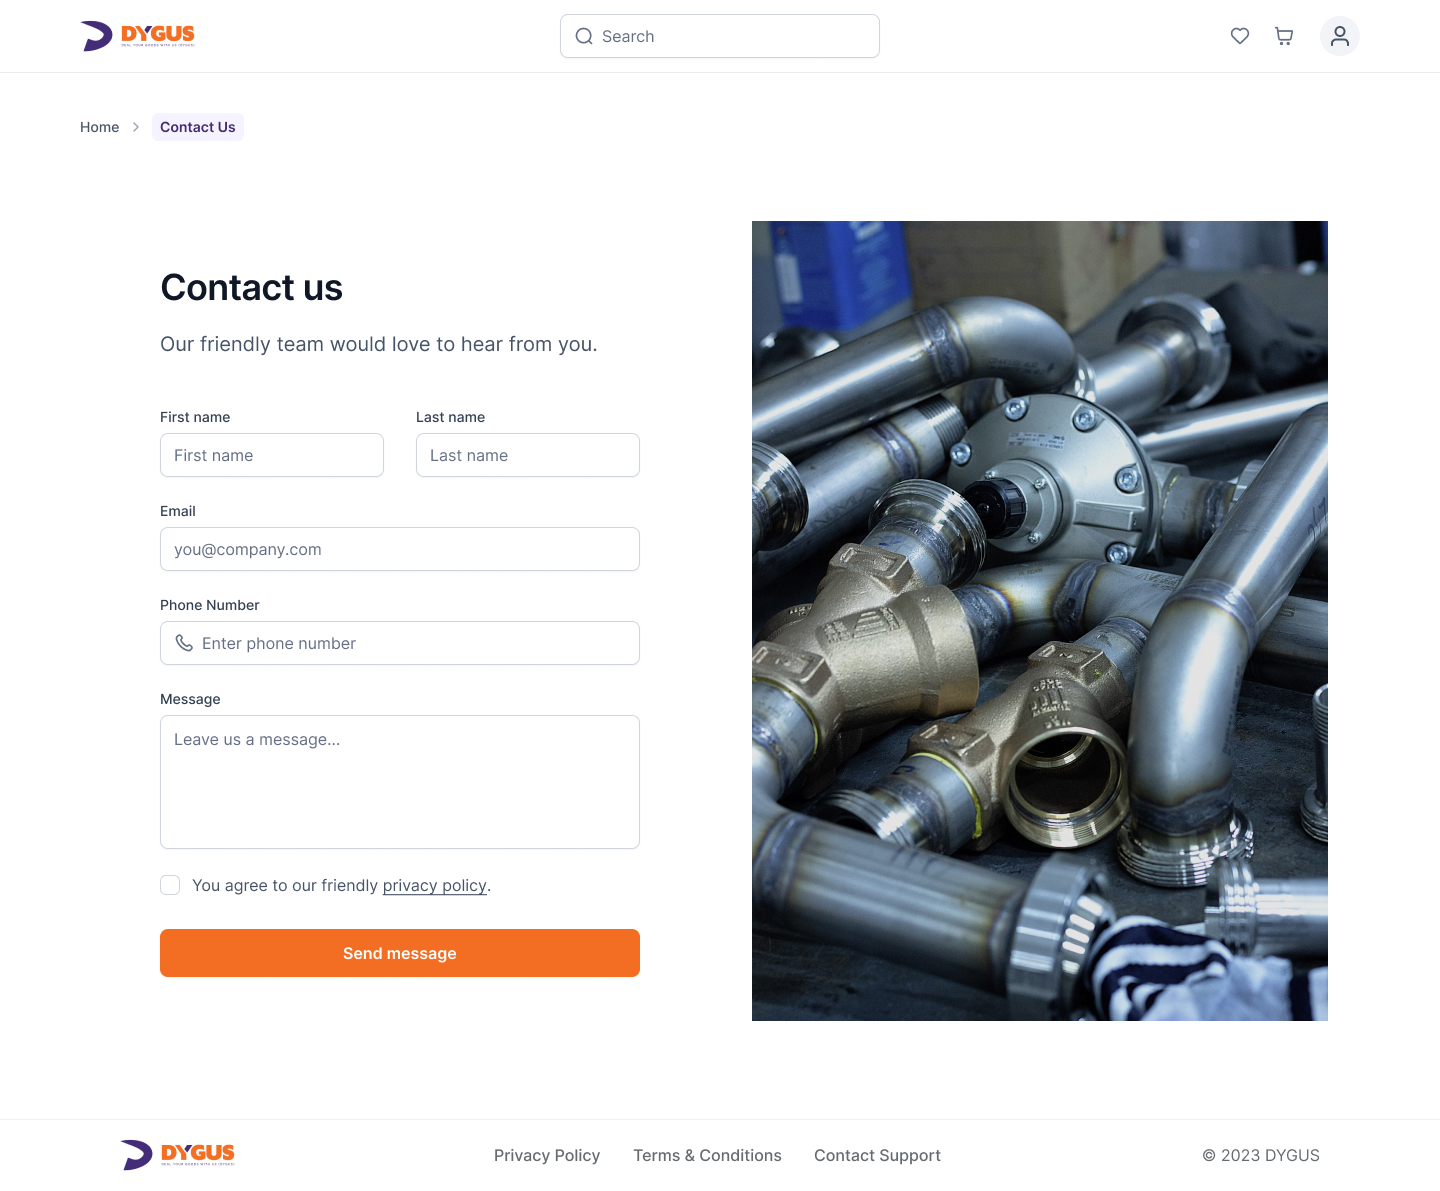 DYGUS
Search
Home
Contact Us
Contact us
Our friendly team would love to hear from you.
First name
Last name
First name
Last name
Email
you@company.com
Phone Number
Enter phone number
Message
Leave us a message...
You agree to our friendly privacy policy.
Send message
DYGUS
Privacy Policy
Terms & Conditions
Contact Support
© 2023 DYGUS